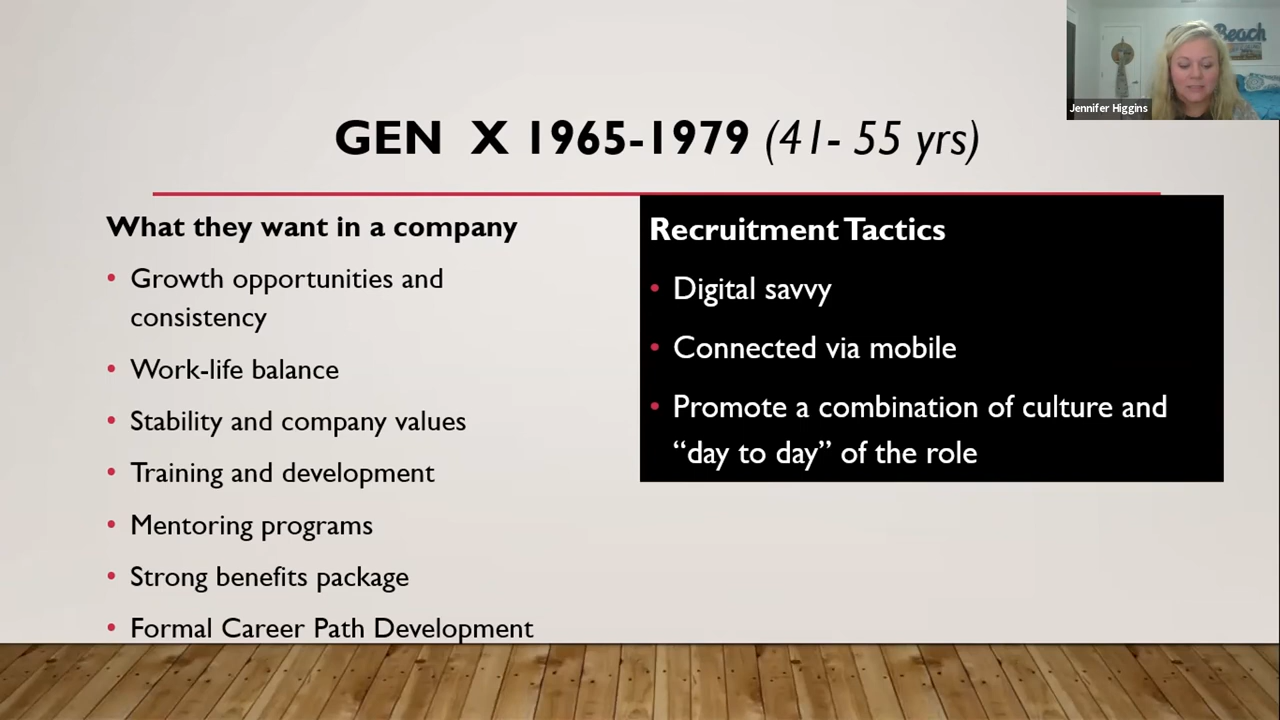 Beach
Jennifer Higgins
GEN X 1965-1979 (41- 55 yrs)
What they want in a company
• Growth opportunities and
consistency
• Work-life balance
• Stability and company values
• Training and development
• Mentoring programs
• Strong benefits package
• Formal Career Path Development
Recruitment Tactics
• Digital savvy
• Connected via mobile
• Promote a combination of culture and
“day to day” of the role